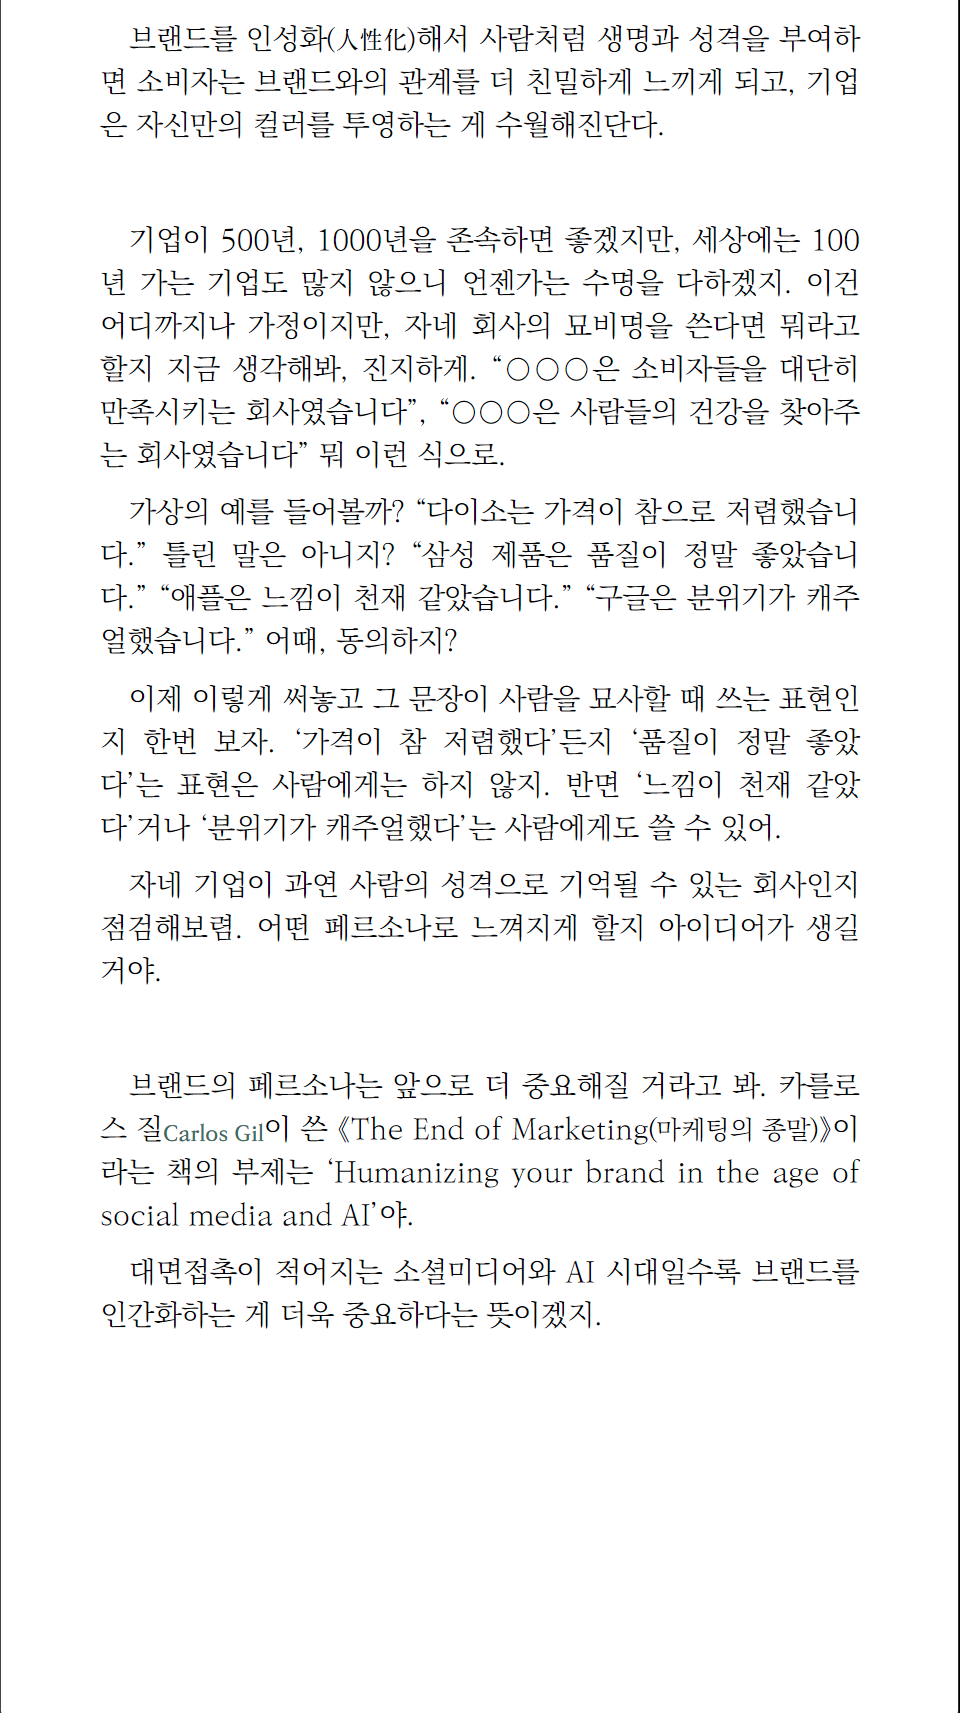 브랜드를 인성화(人性化)해서 사람처럼 생명과 성격을 부여하
면 소비자는 브랜드와의 관계를 더 친밀하게 느끼게 되고, 기업
은 자신만의 컬러를 투영하는 게 수월해진단다.
기업이 500년, 1000년을 존속하면 좋겠지만, 세상에는 100
년 가는 기업도 많지 않으니 언젠가는 수명을 다하겠지. 이건
어디까지나 가정이지만, 자네 회사의 묘비명을 쓴다면 뭐라고
할지 지금 생각해봐, 진지하게. “○○○은 소비자들을 대단히
만족시키는 회사였습니다”, “○○○은 사람들의 건강을 찾아주
는 회사였습니다” 뭐 이런 식으로.
가상의 예를 들어볼까? “다이소는 가격이 참으로 저렴했습니
다.” 틀린 말은 아니지? “삼성 제품은 품질이 정말 좋았습니
다.” “애플은 느낌이 천재 같았습니다.” “구글은 분위기가 캐주
얼했습니다.” 어때, 동의하지?
이제 이렇게 써놓고 그 문장이 사람을 묘사할 때 쓰는 표현인
지 한번 보자. ‘가격이 참 저렴했다’든지 ‘품질이 정말 좋았
다’는 표현은 사람에게는 하지 않지. 반면 ‘느낌이 천재 같았
다’거나 ‘분위기가 캐주얼했다’는 사람에게도 쓸 수 있어.
자네 기업이 과연 사람의 성격으로 기억될 수 있는 회사인지
점검해보렴. 어떤 페르소나로 느껴지게 할지 아이디어가 생길
거야.
브랜드의 페르소나는 앞으로 더 중요해질 거라고 봐. 카를로
스 질Carlos Gil이 쓴 《The End of Marketing(마케팅의 종말)》이
라는 책의 부제는 ‘Humanizing your brand in the age of
social media and AI’야.
대면접촉이 적어지는 소셜미디어와 AI 시대일수록 브랜드를
인간화하는 게 더욱 중요하다는 뜻이겠지.